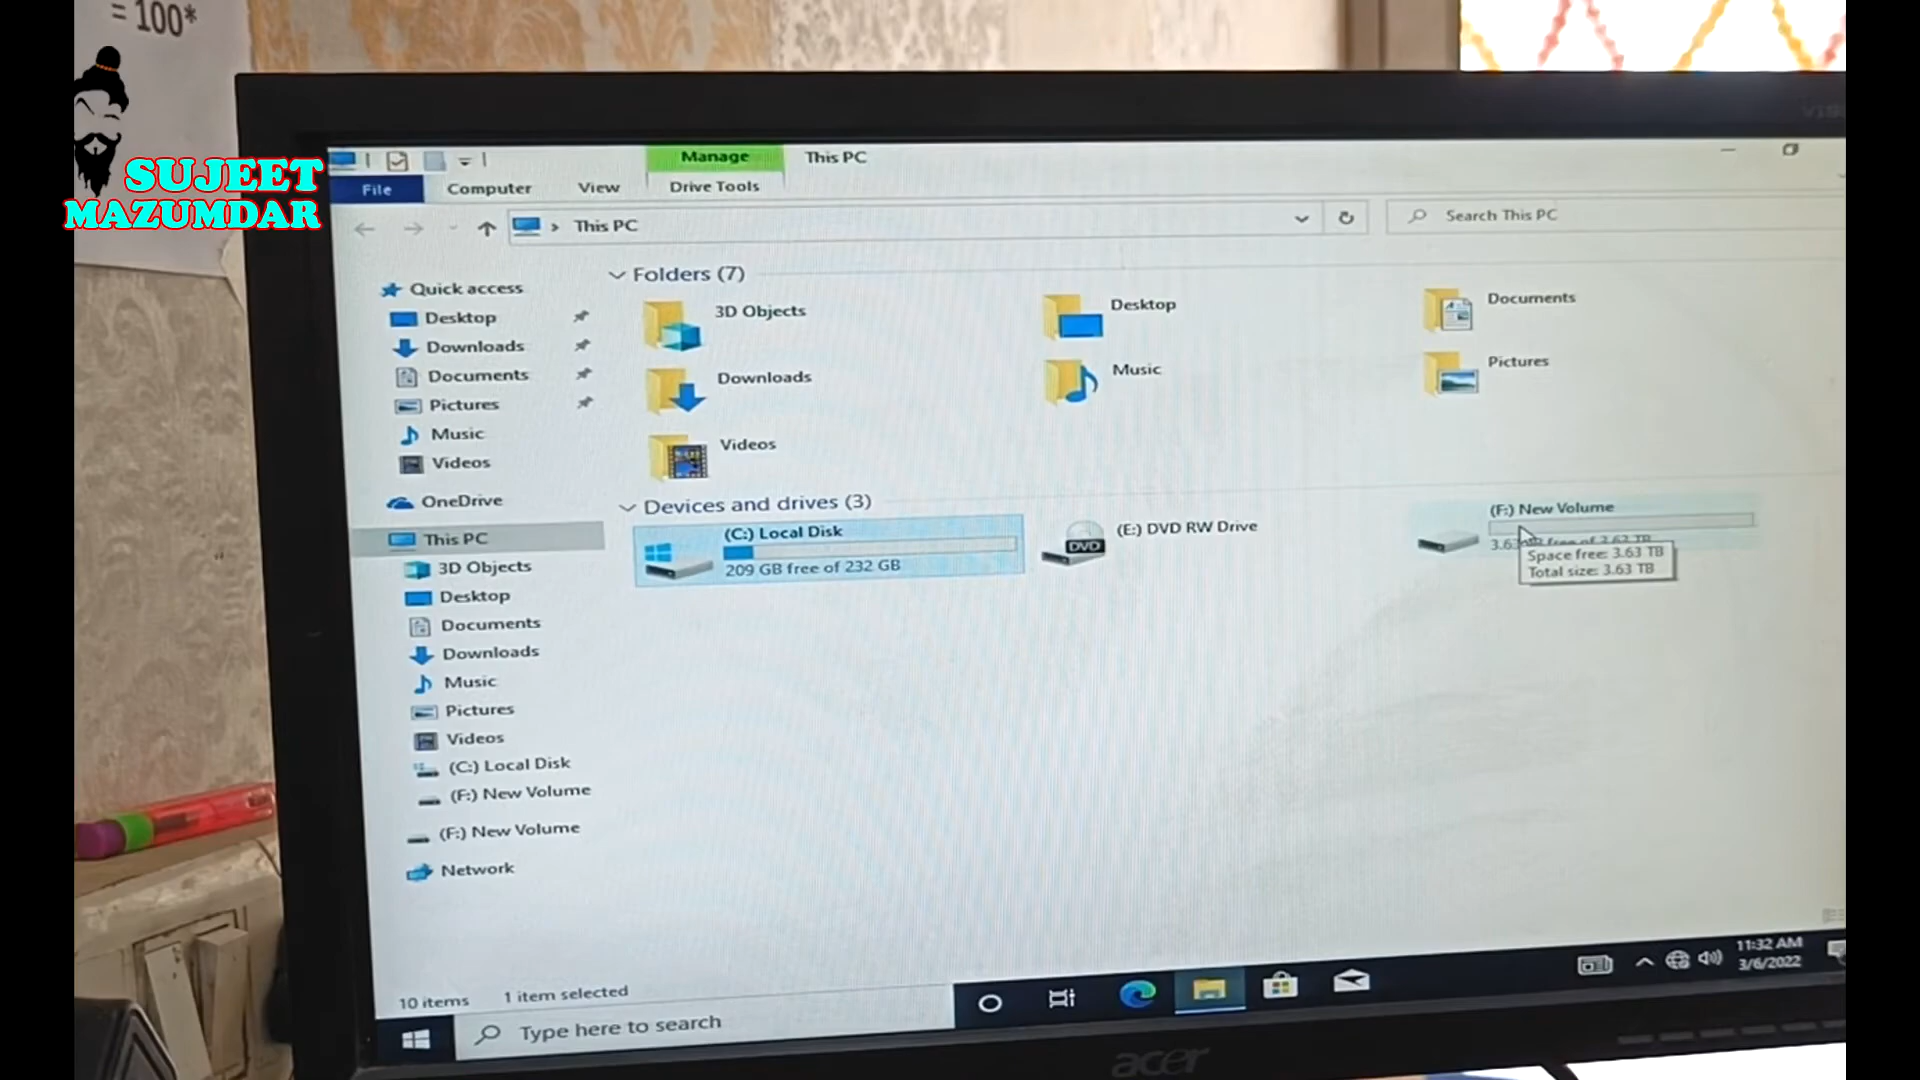 = 100*
SUJEET
MAZUMDAR
Manage
This PC
File
Computer
View
Drive Tools
This PC
Search This PC
Quick access
Desktop
Downloads
Documents
Pictures
Music
Videos
OneDrive
This PC
3D Objects
Desktop
Documents
Downloads
Music
Pictures
Videos
(C:) Local Disk
(F:) New Volume
(F:) New Volume
Network
Folders (7)
3D Objects
Desktop
Documents
Downloads
Music
Pictures
Videos
Devices and drives (3)
(C:) Local Disk
209 GB free of 232 GB
(E:) DVD RW Drive
DVD
(F:) New Volume
Space free: 3.63 TB
Total size: 3.63 TB
10 items
1 item selected
Type here to search
11:32 AM
3/6/2022
acer